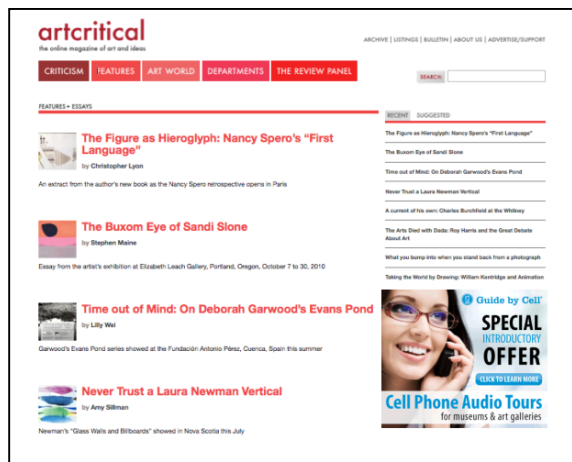 artcritical
the online magazine of art and ideas
ARCHIVE | LISTINGS | BULLETIN | ABOUT US | ADVERTISE/SUPPORT
CRITICISM
FEATURES
ART WORLD
DEPARTMENTS
THE REVIEW PANEL
SEARCH:
FEATURES • ESSAYS
The Figure as Hieroglyph: Nancy Spero's "First
Language"
by Christopher Lyon
An extract from the author's new book as the Nancy Spero retrospective opens in Paris
The Buxom Eye of Sandi Slone
by Stephen Maine
Essay from the artist's exhibition at Elizabeth Leach Gallery, Portland, Oregon, October 7 to 30, 2010
Time out of Mind: On Deborah Garwood's Evans Pond
by Lilly Wei
Garwood's Evans Pond series showed at the Fundación Antonio Pérez, Cuenca, Spain this summer
Never Trust a Laura Newman Vertical
by Amy Sillman
Newman's "Glass Walls and Billboards" showed in Nova Scotia this July
RECENT SUGGESTED
The Figure as Hieroglyph: Nancy Spero's "First Language"
The Buxom Eye of Sandi Slone
Time out of Mind: On Deborah Garwood's Evans Pond
Never Trust a Laura Newman Vertical
A current of his own: Charles Burchfield at the Whitney
The Arts Died with Dada: Roy Harris and the Great Debate
About Art
What you bump into when you stand back from a photograph
Taking the World by Drawing: William Kentridge and Animation
Guide by Cell
SPECIAL
INTRODUCTORY
OFFER
CLICK TO LEARN MORE
Cell Phone Audio Tours
for museums & art galleries